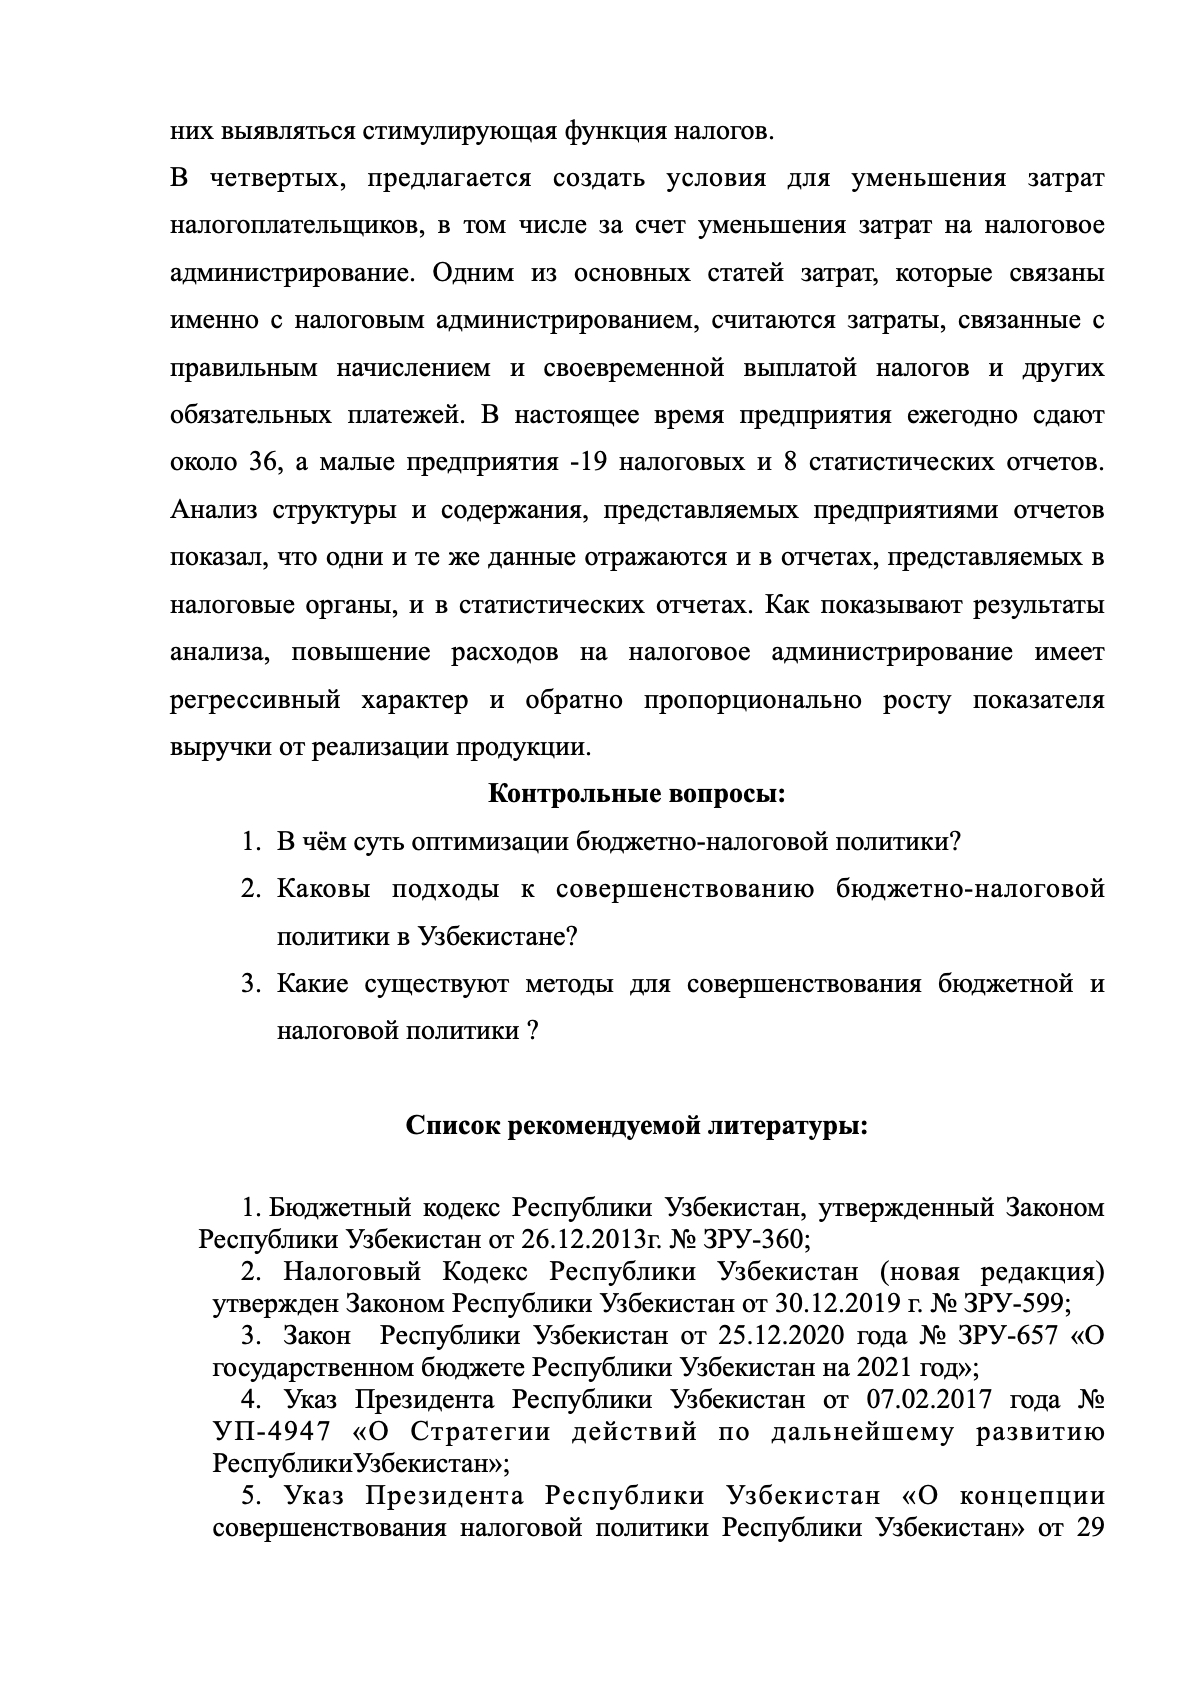 них выявляться стимулирующая функция налогов.
В четвертых, предлагается создать условия для уменьшения затрат
налогоплательщиков, в том числе за счет уменьшения затрат на налоговое
администрирование. Одним из основных статей затрат, которые связаны
именно с налоговым администрированием, считаются затраты, связанные с
правильным начислением и своевременной выплатой налогов и других
обязательных платежей. В настоящее время предприятия ежегодно сдают
около 36, а малые предприятия -19 налоговых и 8 статистических отчетов.
Анализ структуры и содержания, представляемых предприятиями отчетов
показал, что одни и те же данные отражаются и в отчетах, представляемых в
налоговые органы, и в статистических отчетах. Как показывают результаты
анализа, повышение расходов на налоговое администрирование имеет
регрессивный характер и обратно пропорционально росту показателя
выручки от реализации продукции.
Контрольные вопросы:
1. В чём суть оптимизации бюджетно-налоговой политики?
2. Каковы подходы к совершенствованию бюджетно-налоговой
политики в Узбекистане?
3. Какие существуют методы для совершенствования бюджетной и
налоговой политики ?
Список рекомендуемой литературы:
1. Бюджетный кодекс Республики Узбекистан, утвержденный Законом
Республики Узбекистан от 26.12.2013г. № ЗРУ-360;
2. Налоговый Кодекс Республики Узбекистан (новая редакция)
утвержден Законом Республики Узбекистан от 30.12.2019 г. № ЗРУ-599;
3. Закон Республики Узбекистан от 25.12.2020 года № ЗРУ-657 «О
государственном бюджете Республики Узбекистан на 2021 год»;
4. Указ Президента Республики Узбекистан от 07.02.2017 года №
УП-4947 «О Стратегии действий по дальнейшему развитию
РеспубликиУзбекистан»;
5. Указ Президента Республики Узбекистан «О концепции
совершенствования налоговой политики Республики Узбекистан» от 29